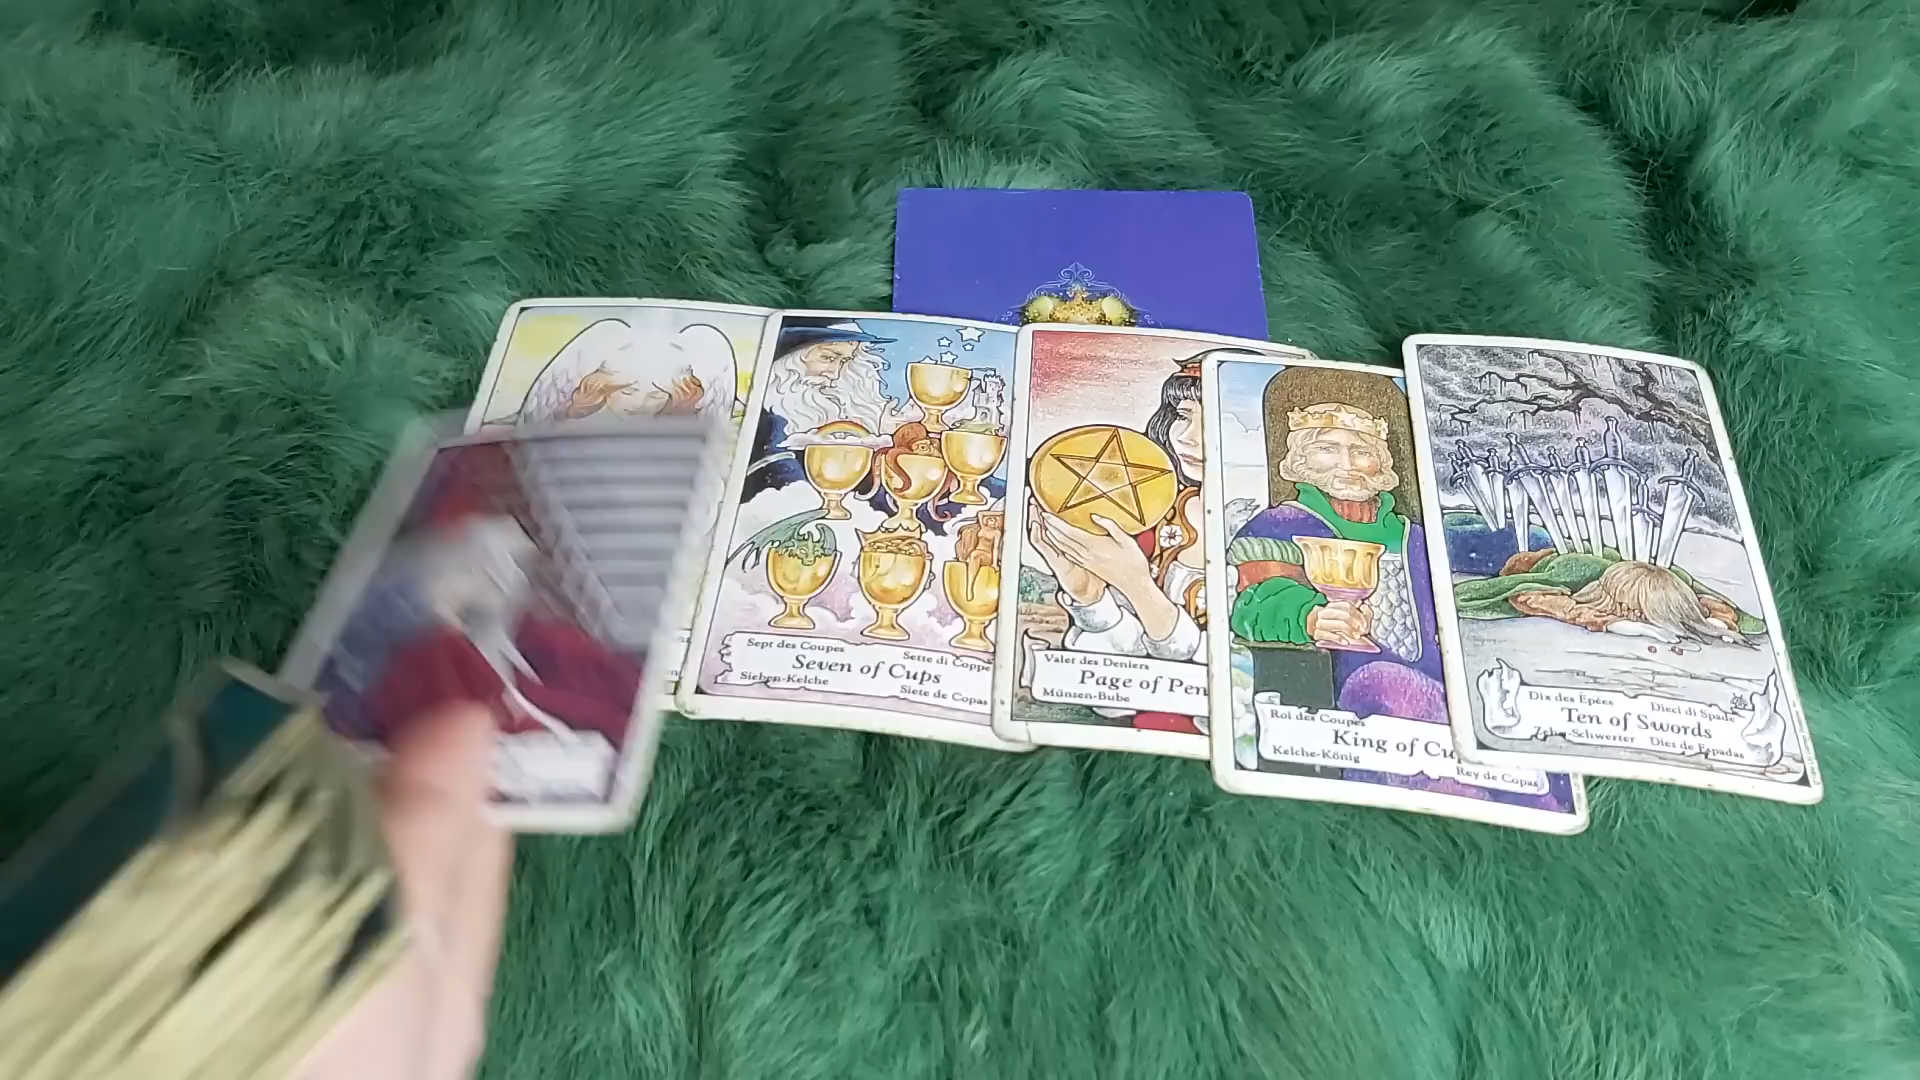 Sept des Coupes
Sette di Coppe
Seven of Cups
Sieben-Kelche
Siete de Copas
Valet des Deniers
Page of Pen
Münzen-Bube
Roi des Coupes
King of Cu
Kelche-König
Rey de Copas
Dix des Épées
Dieci di Spade
Ten of Swords
Zehn-Schwerter
Diez de Espadas